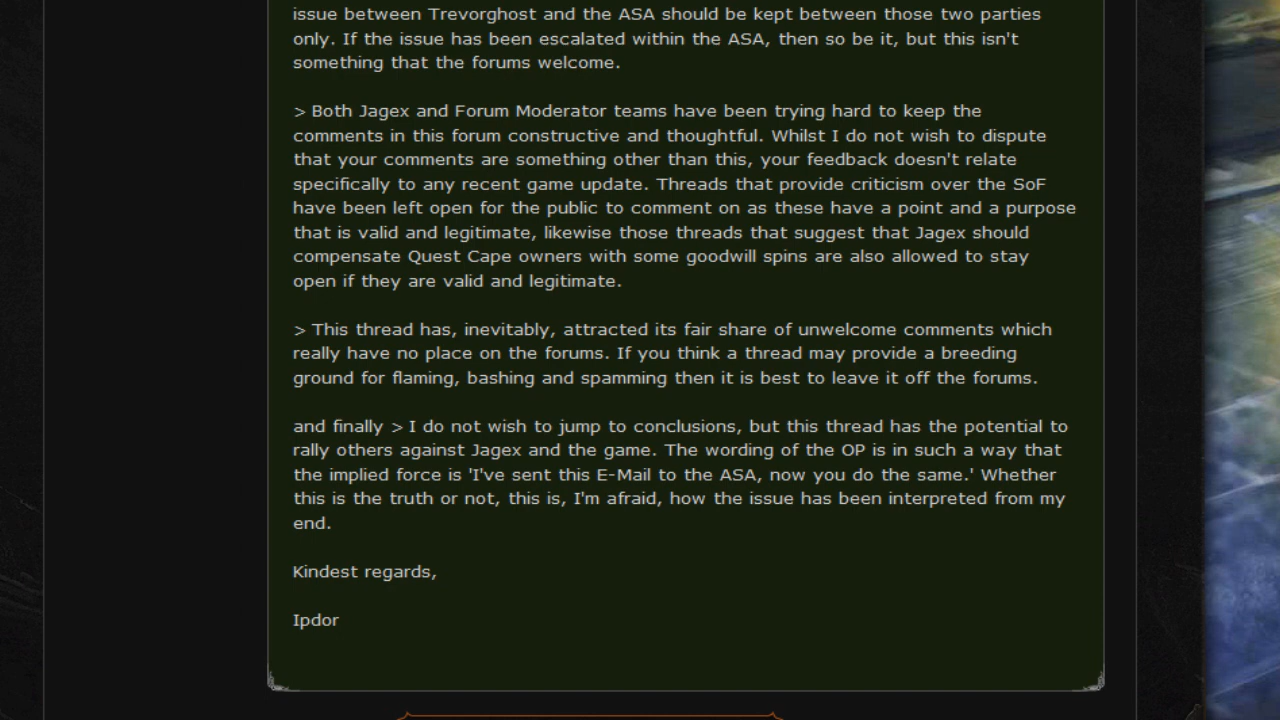 issue between Trevorghost and the ASA should be kept between those two parties
only. If the issue has been escalated within the ASA, then so be it, but this isn't
something that the forums welcome.
> Both Jagex and Forum Moderator teams have been trying hard to keep the
comments in this forum constructive and thoughtful. Whilst I do not wish to dispute
that your comments are something other than this, your feedback doesn't relate
specifically to any recent game update. Threads that provide criticism over the SoF
have been left open for the public to comment on as these have a point and a purpose
that is valid and legitimate, likewise those threads that suggest that Jagex should
compensate Quest Cape owners with some goodwill spins are also allowed to stay
open if they are valid and legitimate.
> This thread has, inevitably, attracted its fair share of unwelcome comments which
really have no place on the forums. If you think a thread may provide a breeding
ground for flaming, bashing and spamming then it is best to leave it off the forums.
and finally > I do not wish to jump to conclusions, but this thread has the potential to
rally others against Jagex and the game. The wording of the OP is in such a way that
the implied force is 'I've sent this E-Mail to the ASA, now you do the same.' Whether
this is the truth or not, this is, I'm afraid, how the issue has been interpreted from my
end.
Kindest regards,
Ipdor